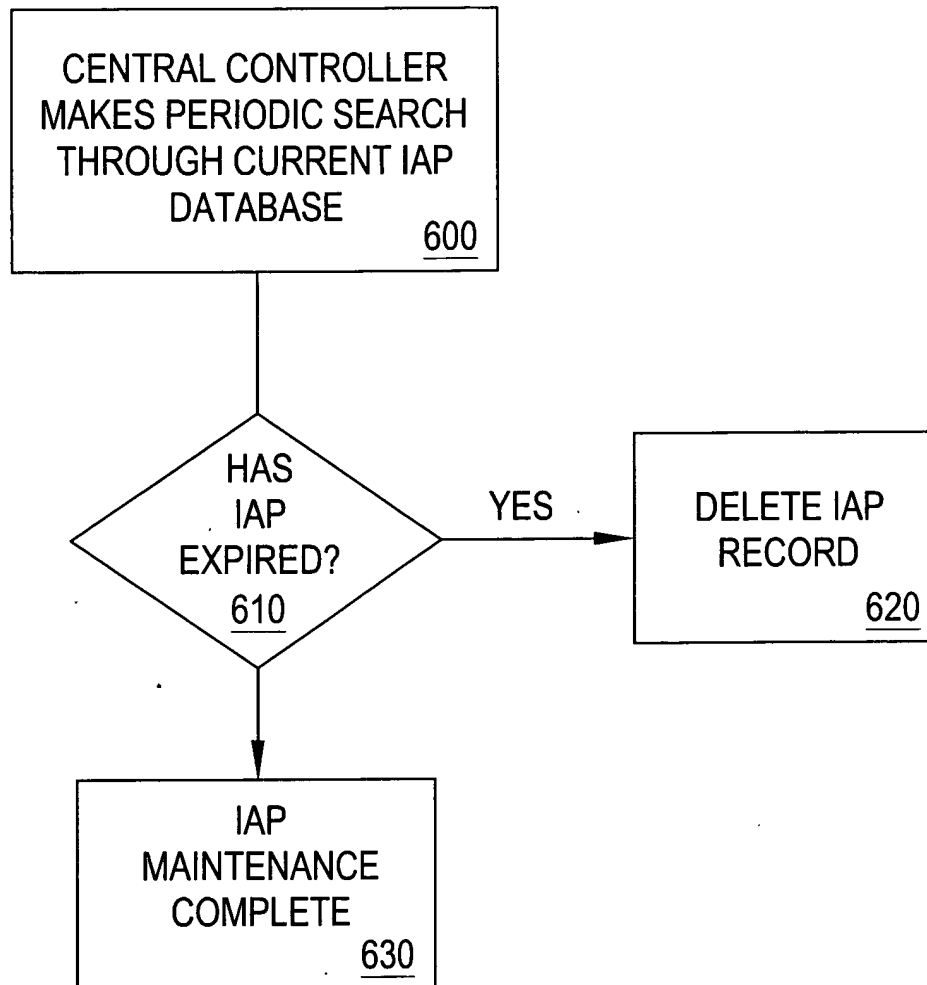 CENTRAL CONTROLLER
MAKES PERIODIC SEARCH
THROUGH CURRENT IAP
DATABASE
600
HAS
IAP
EXPIRED?
610
YES
DELETE IAP
RECORD
620
IAP
MAINTENANCE
COMPLETE
630